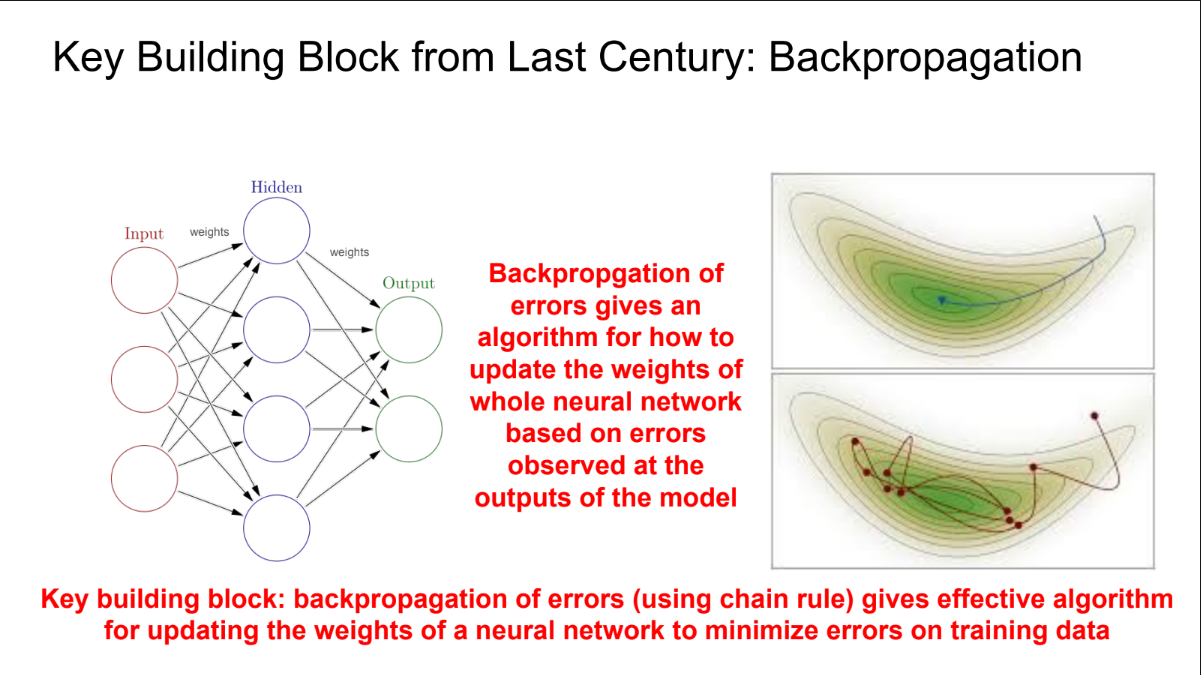 Key Building Block from Last Century: Backpropagation
Hidden
Input
weights
weights
Output
Backpropgation of
errors gives an
algorithm for how to
update the weights of
whole neural network
based on errors
observed at the
outputs of the model
Key building block: backpropagation of errors (using chain rule) gives effective algorithm
for updating the weights of a neural network to minimize errors on training data